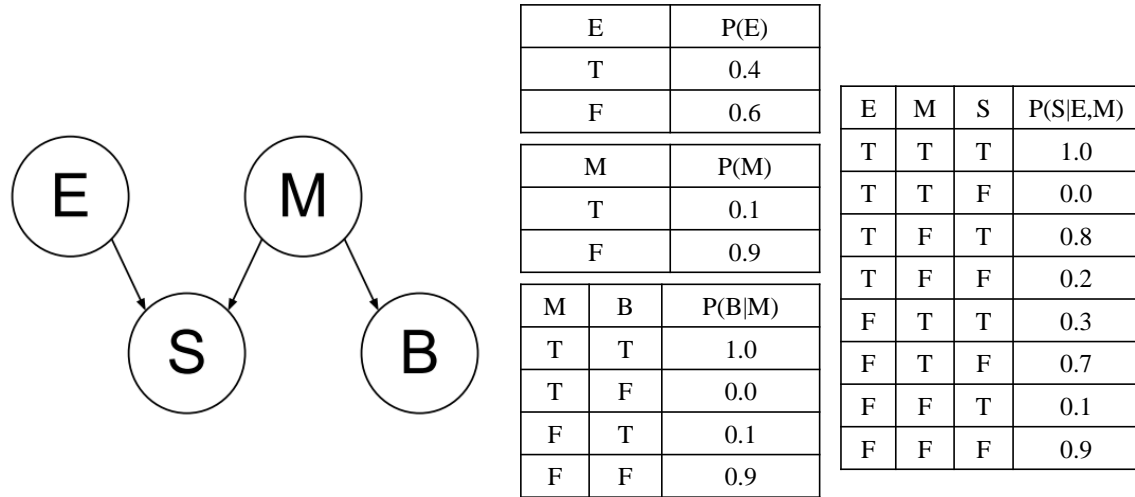 E M
S B
E P(E)
T 0.4
F 0.6
M P(M)
T 0.1
F 0.9
M B P(B|M)
T T 1.0
T F 0.0
F T 0.1
F F 0.9
E M S P(S|E,M)
T T T 1.0
T T F 0.0
T F T 0.8
T F F 0.2
F T T 0.3
F T F 0.7
F F T 0.1
F F F 0.9